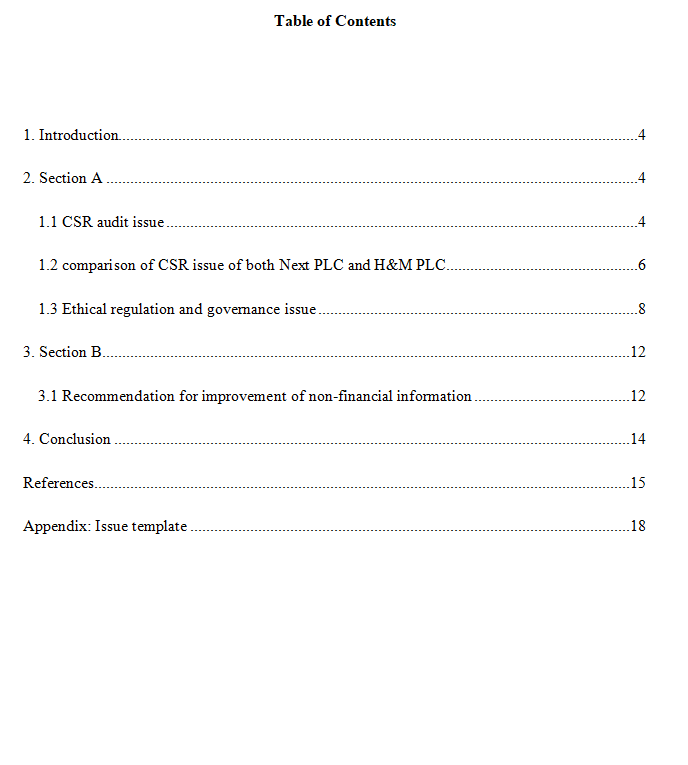 Table of Contents
1. Introduction.......................................................................................................................................4
2. Section A ..........................................................................................................................................4
1.1 CSR audit issue ..........................................................................................................................4
1.2 comparison of CSR issue of both Next PLC and H&M PLC..................................................6
1.3 Ethical regulation and governance issue ...................................................................................8
3. Section B.........................................................................................................................................12
3.1 Recommendation for improvement of non-financial information .........................................12
4. Conclusion ......................................................................................................................................14
References...........................................................................................................................................15
Appendix: Issue template ..................................................................................................................18